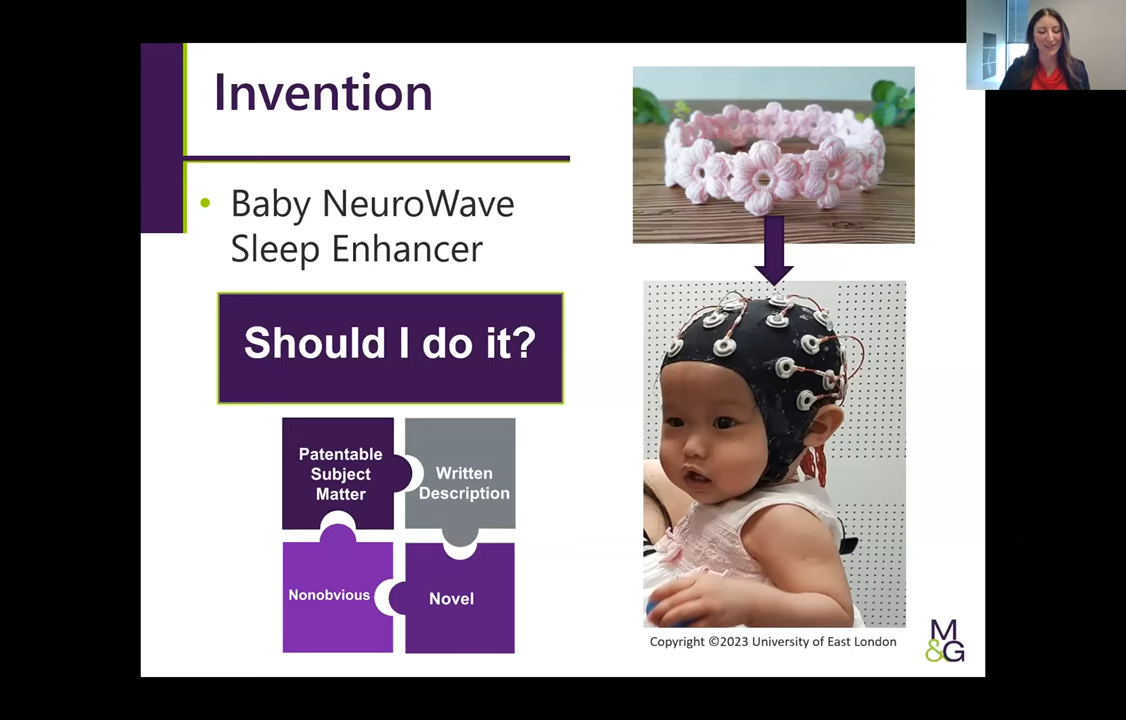 Invention
• Baby NeuroWave
Sleep Enhancer
Should I do it?
Patentable
Subject
Matter
Written
Description
Nonobvious
Novel
Copyright ©2023 University of East London
M
&G